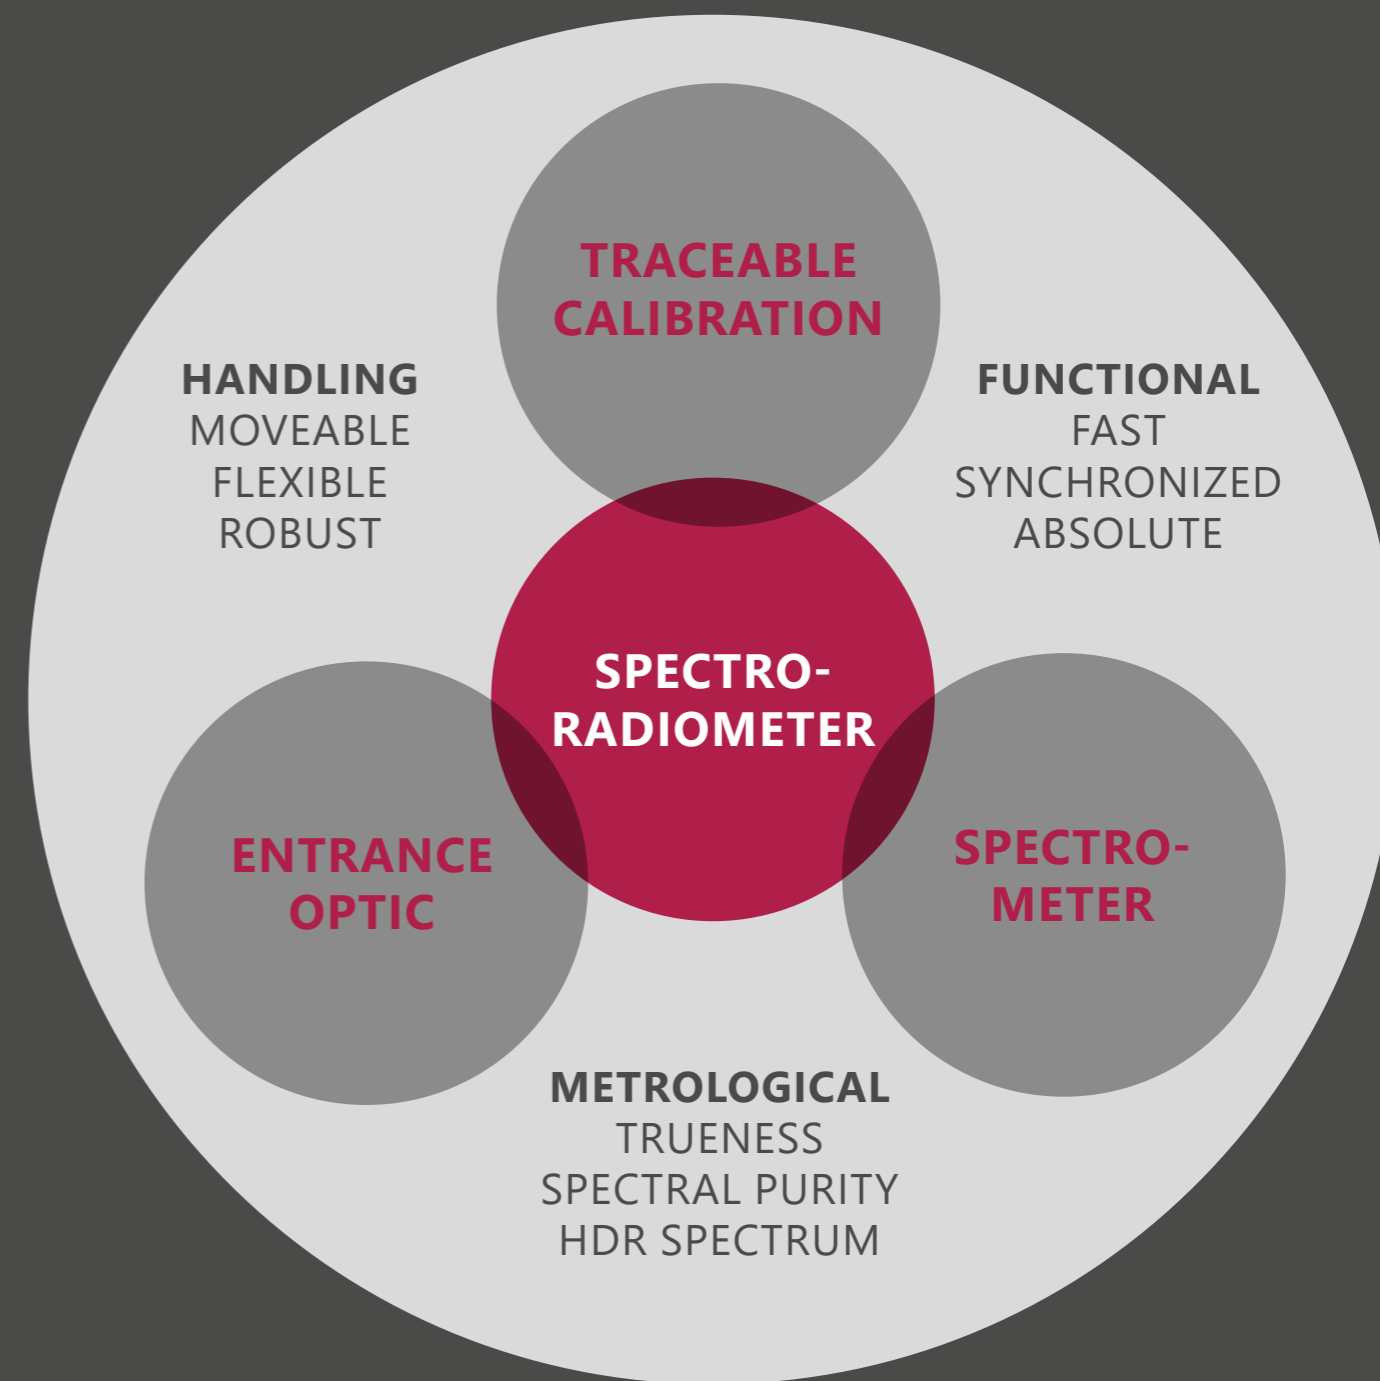 TRACEABLE
CALIBRATION
HANDLING
MOVEABLE
FLEXIBLE
ROBUST
FUNCTIONAL
FAST
SYNCHRONIZED
ABSOLUTE
SPECTRO-
RADIOMETER
ENTRANCE
OPTIC
SPECTRO-
METER
METROLOGICAL
TRUENESS
SPECTRAL PURITY
HDR SPECTRUM